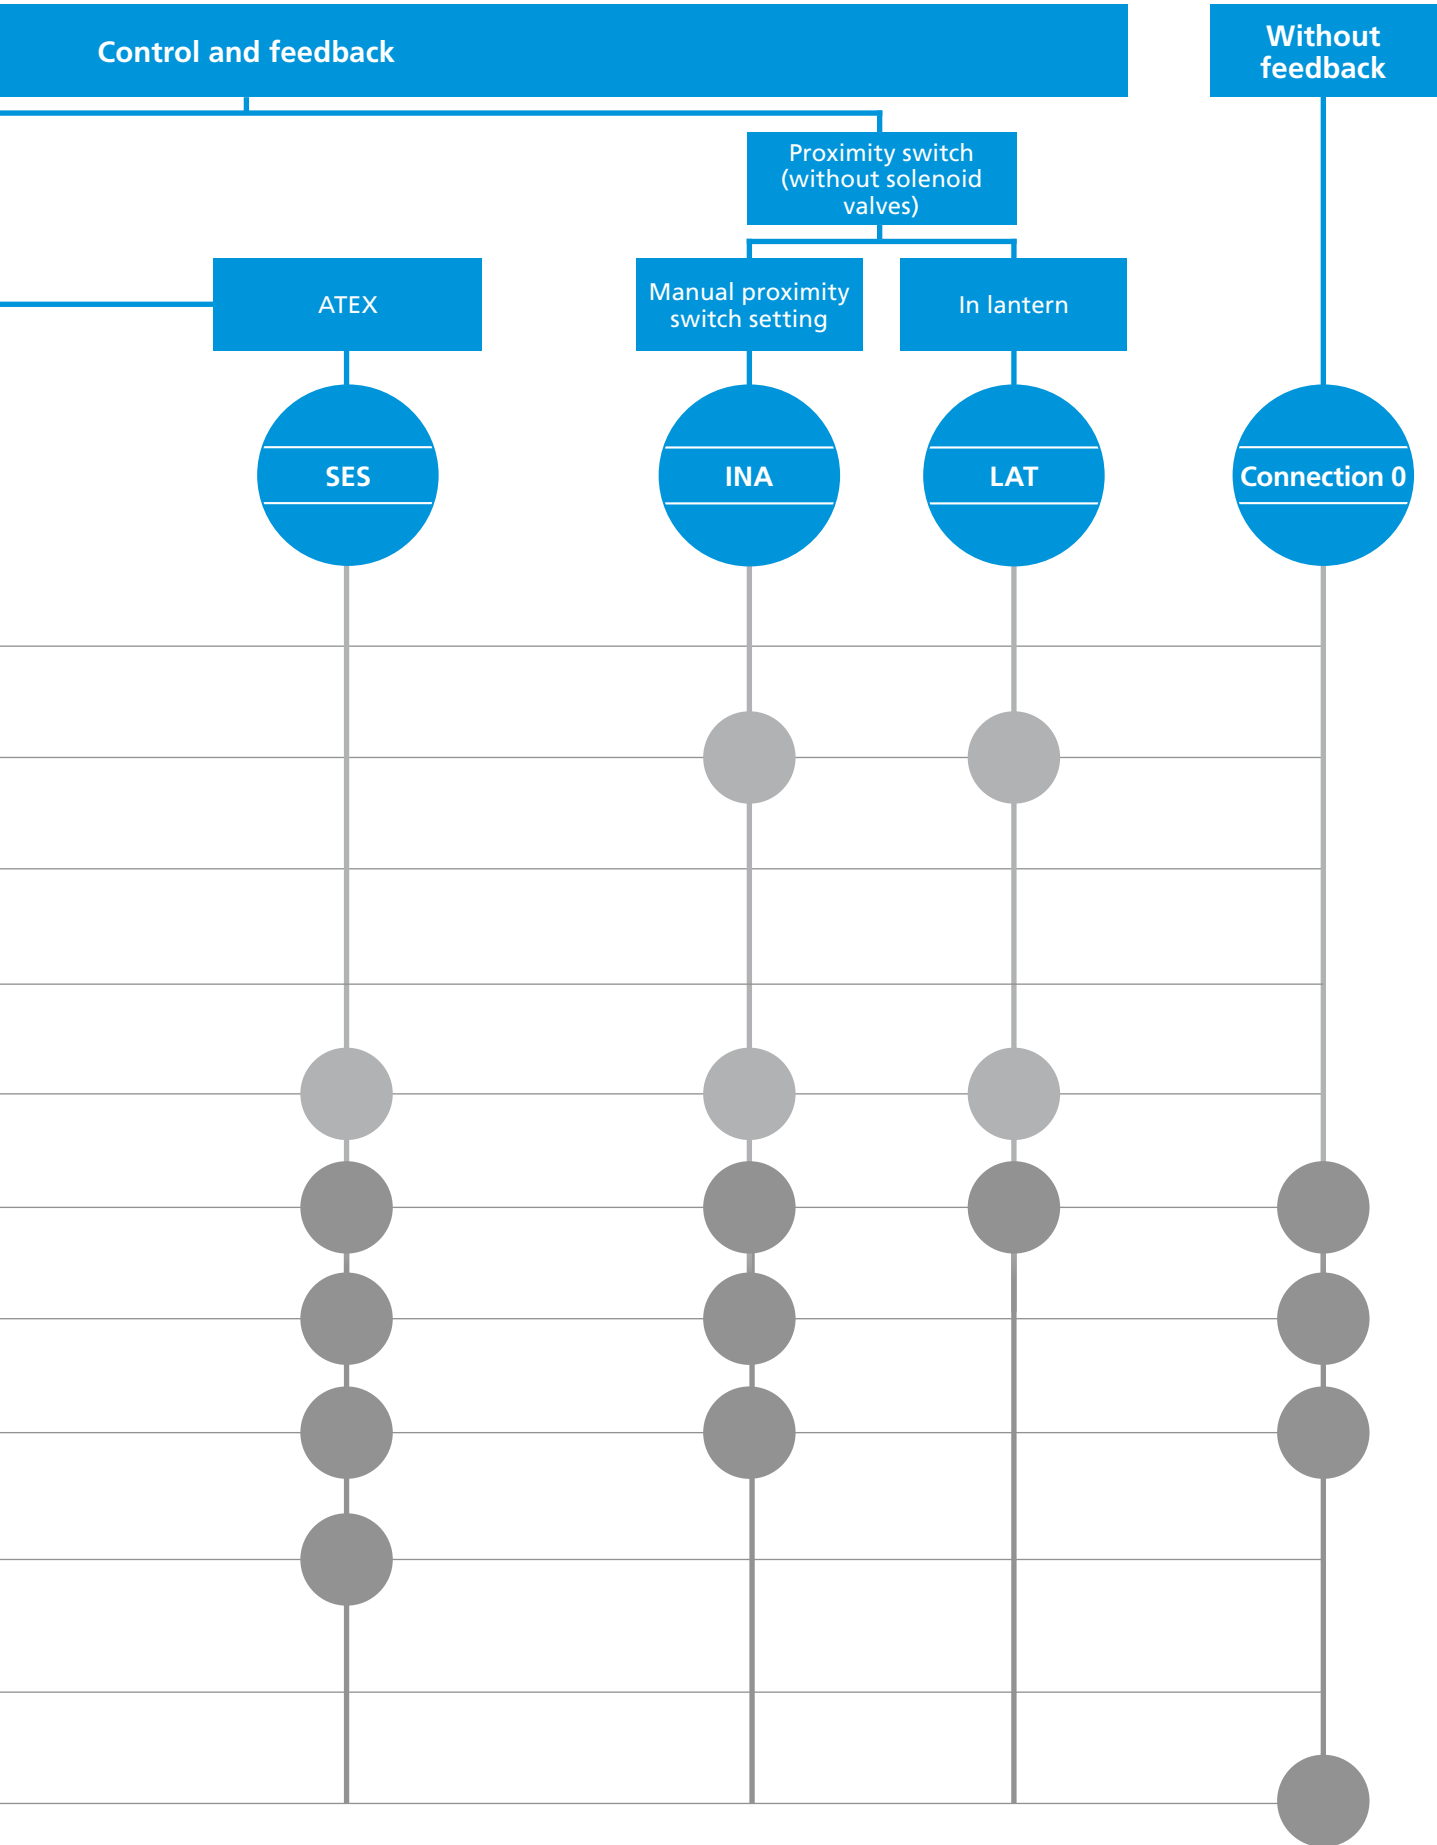 Control and feedback
Without
feedback
Proximity switch
(without solenoid
valves)
ATEX
Manual proximity
switch setting
In lantern
SES
INA
LAT
Connection 0